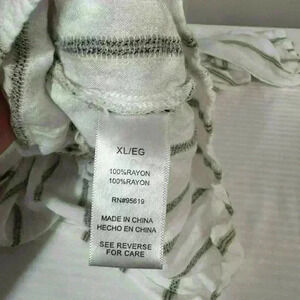 XL/EG
100%RAYON
100%RAYON
RN#95619
MADE IN CHINA
HECHO EN CHINA
SEE REVERSE
FOR CARE